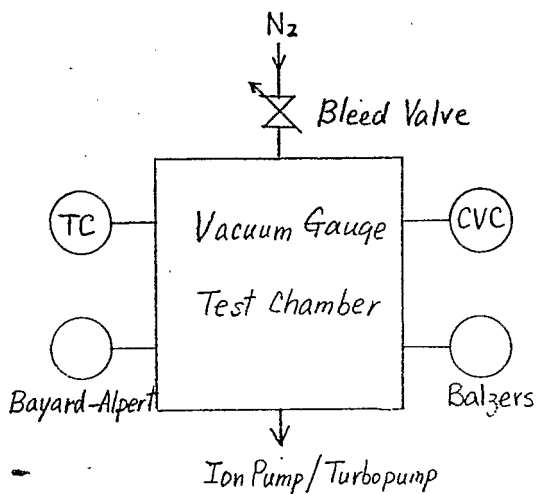 N₂
Bleed Valve
TC
Vacuum Gauge
CVC
Test Chamber
Bayard-Alpert
Balzers
Ion Pump/Turbopump